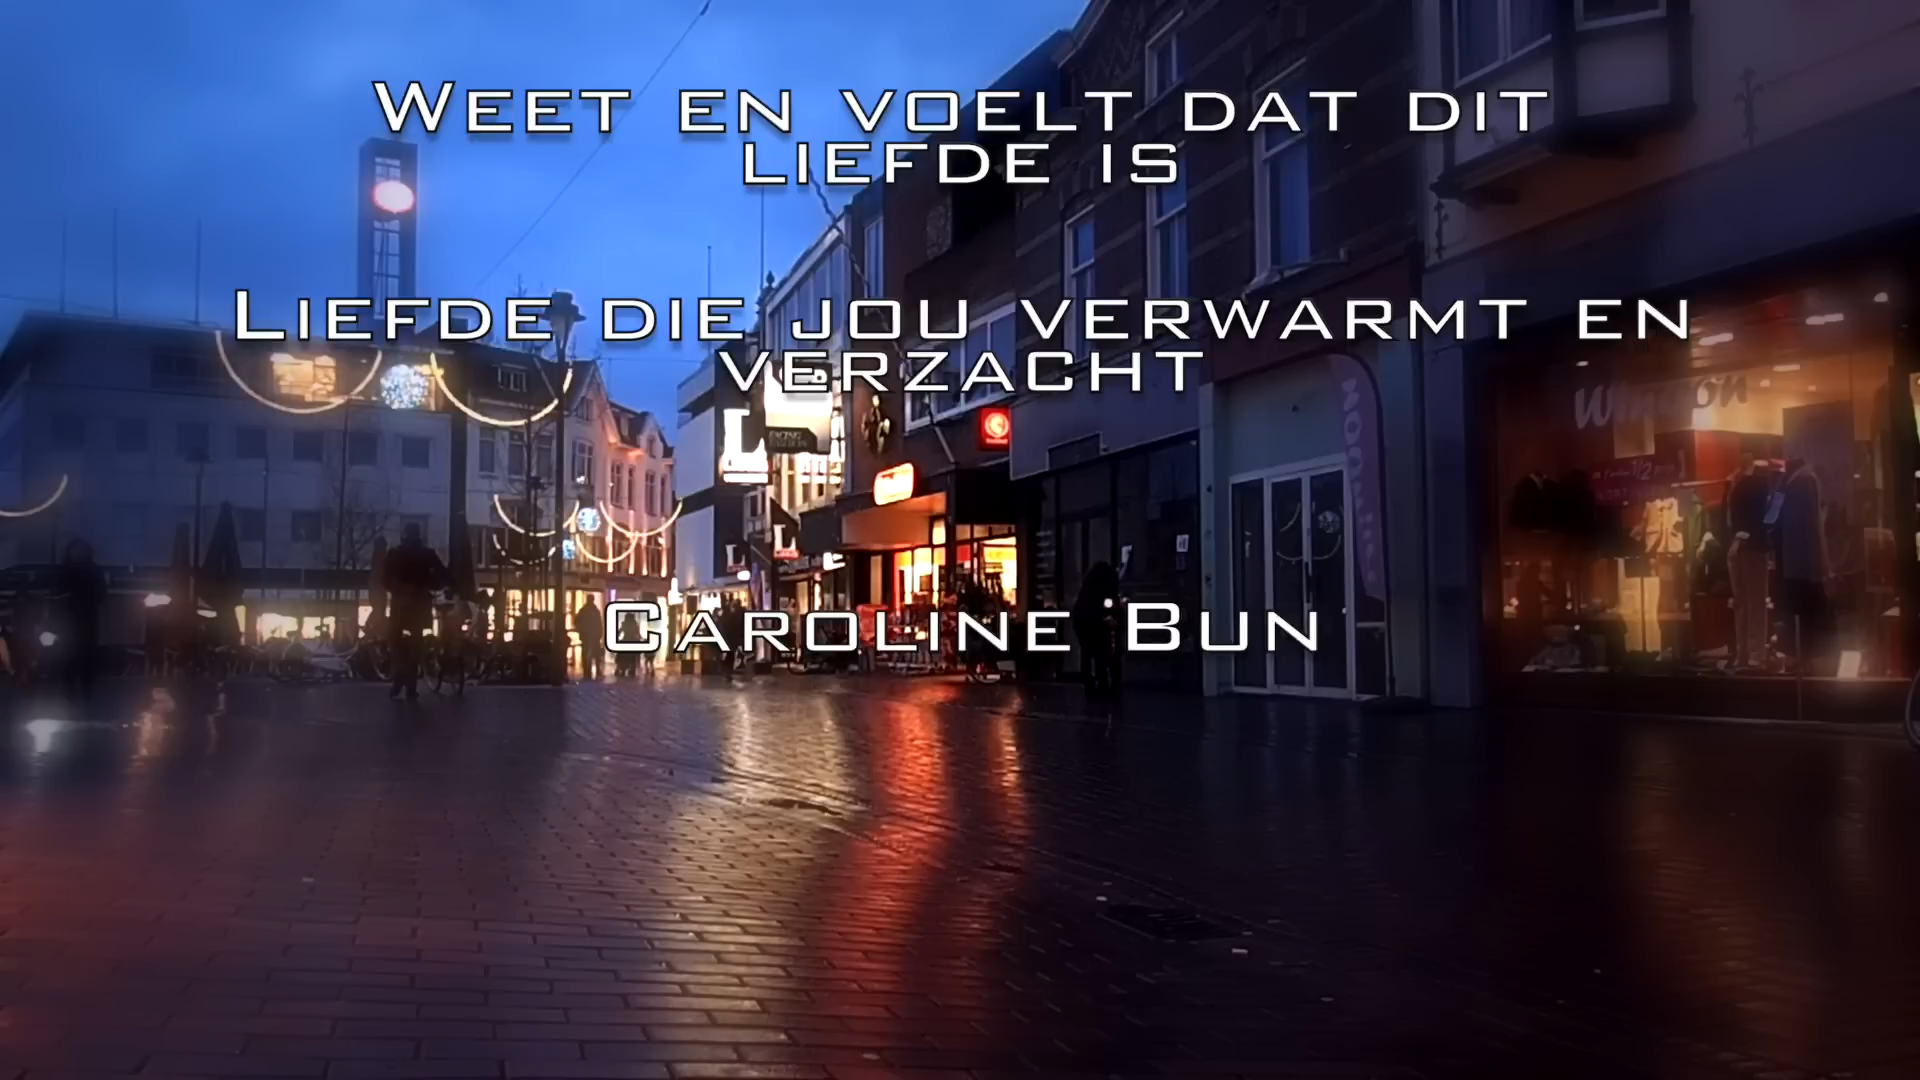 Weet en voelt dat dit
liefde is
Liefde die jou verwarmt en
verzacht
Caroline Bun